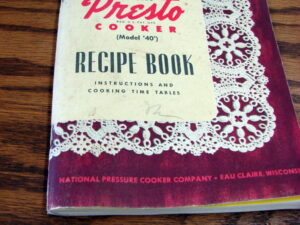 Presto
COOKER
(Model '40')
RECIPE BOOK
INSTRUCTIONS AND
COOKING TIME TABLES
NATIONAL PRESSURE COOKER COMPANY • EAU CLAIRE, WISCONSIN